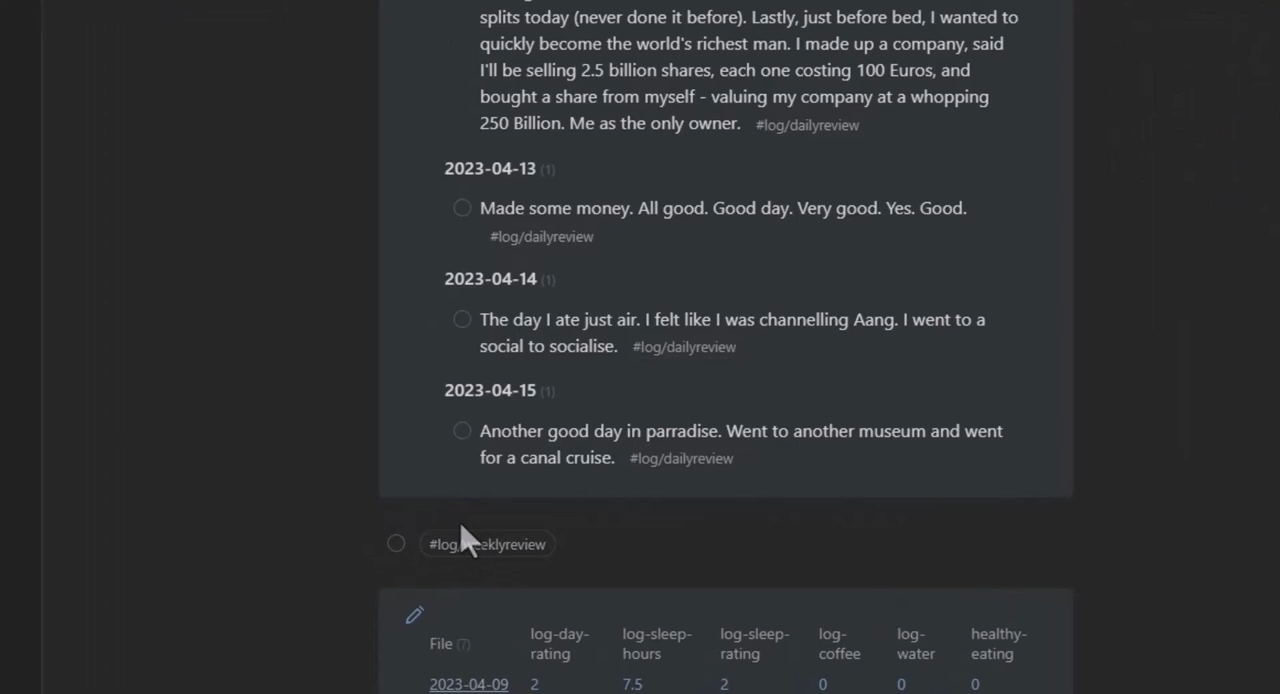 splits today (never done it before). Lastly, just before bed, I wanted to
quickly become the world's richest man. I made up a company, said
I'll be selling 2.5 billion shares, each one costing 100 Euros, and
bought a share from myself - valuing my company at a whopping
250 Billion. Me as the only owner. #log/dailyreview
2023-04-13 (1)
Made some money. All good. Good day. Very good. Yes. Good.
#log/dailyreview
2023-04-14 (1)
The day I ate just air. I felt like I was channelling Aang. I went to a
social to socialise. #log/dailyreview
2023-04-15 (1)
Another good day in parradise. Went to another museum and went
for a canal cruise. #log/dailyreview
#log/weeklyreview
File (7) log-day-rating log-sleep-hours log-sleep-rating log-coffee log-water healthy-eating
2023-04-09 2 7.5 2 0 0 0